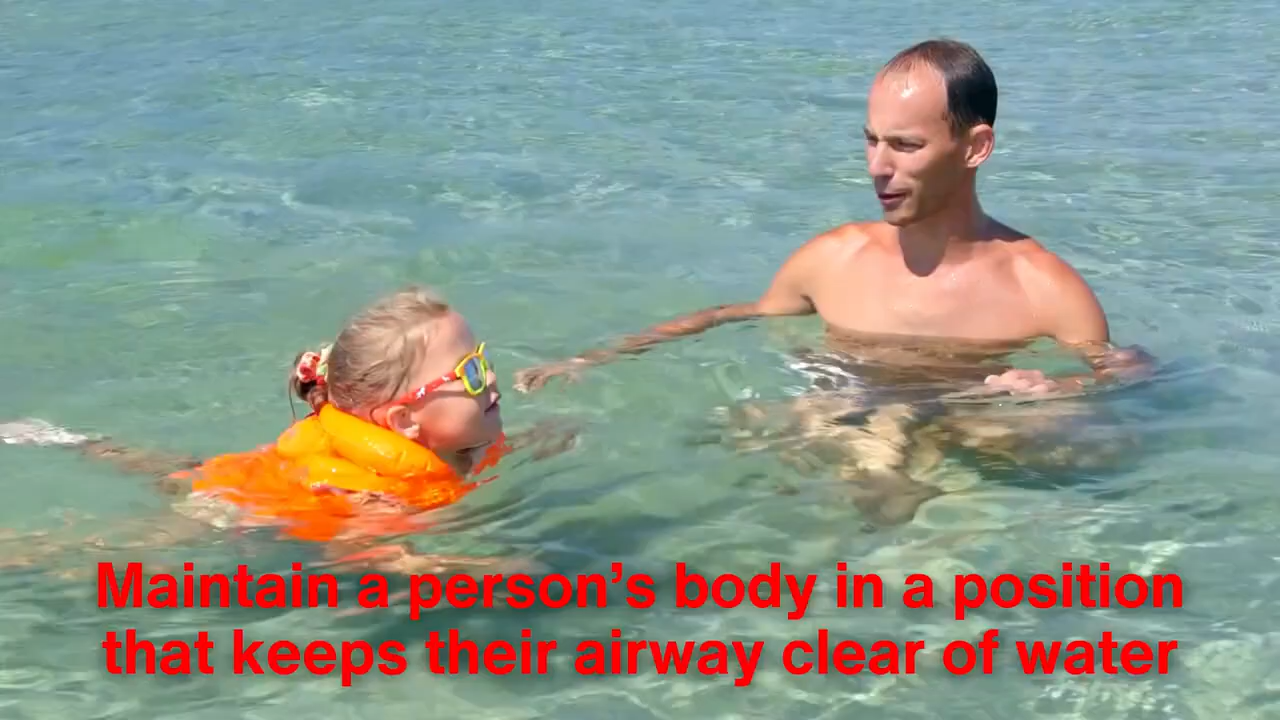 Maintain a person’s body in a position
that keeps their airway clear of water